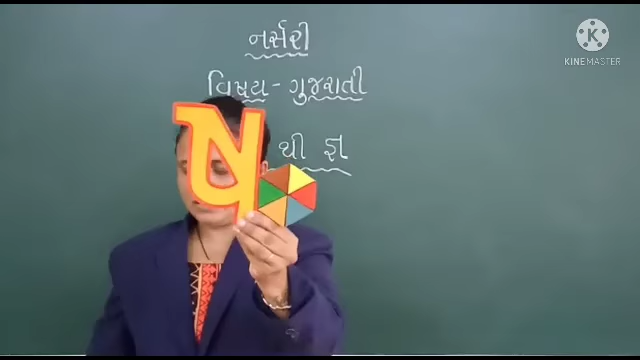 નર્સરી
વિષય - ગુજરાતી
થી જ્ઞ
ષ
K
KINEMASTER